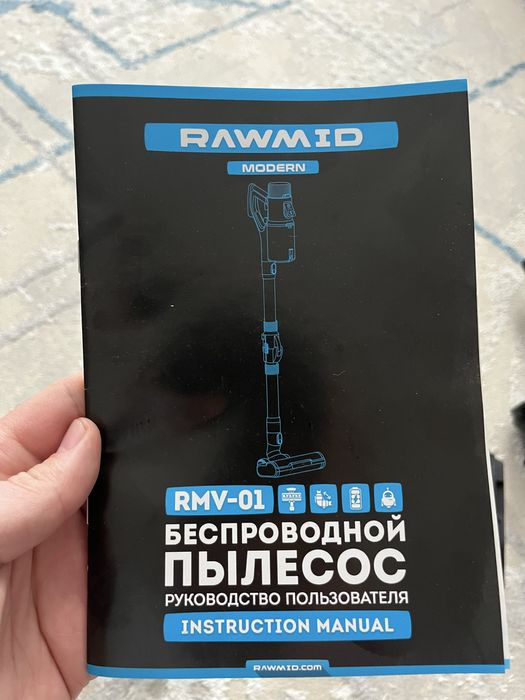 RAWMID
MODERN
RMV-01
БЕСПРОВОДНОЙ
ПЫЛЕСОС
РУКОВОДСТВО ПОЛЬЗОВАТЕЛЯ
INSTRUCTION MANUAL
RAWMID.COM